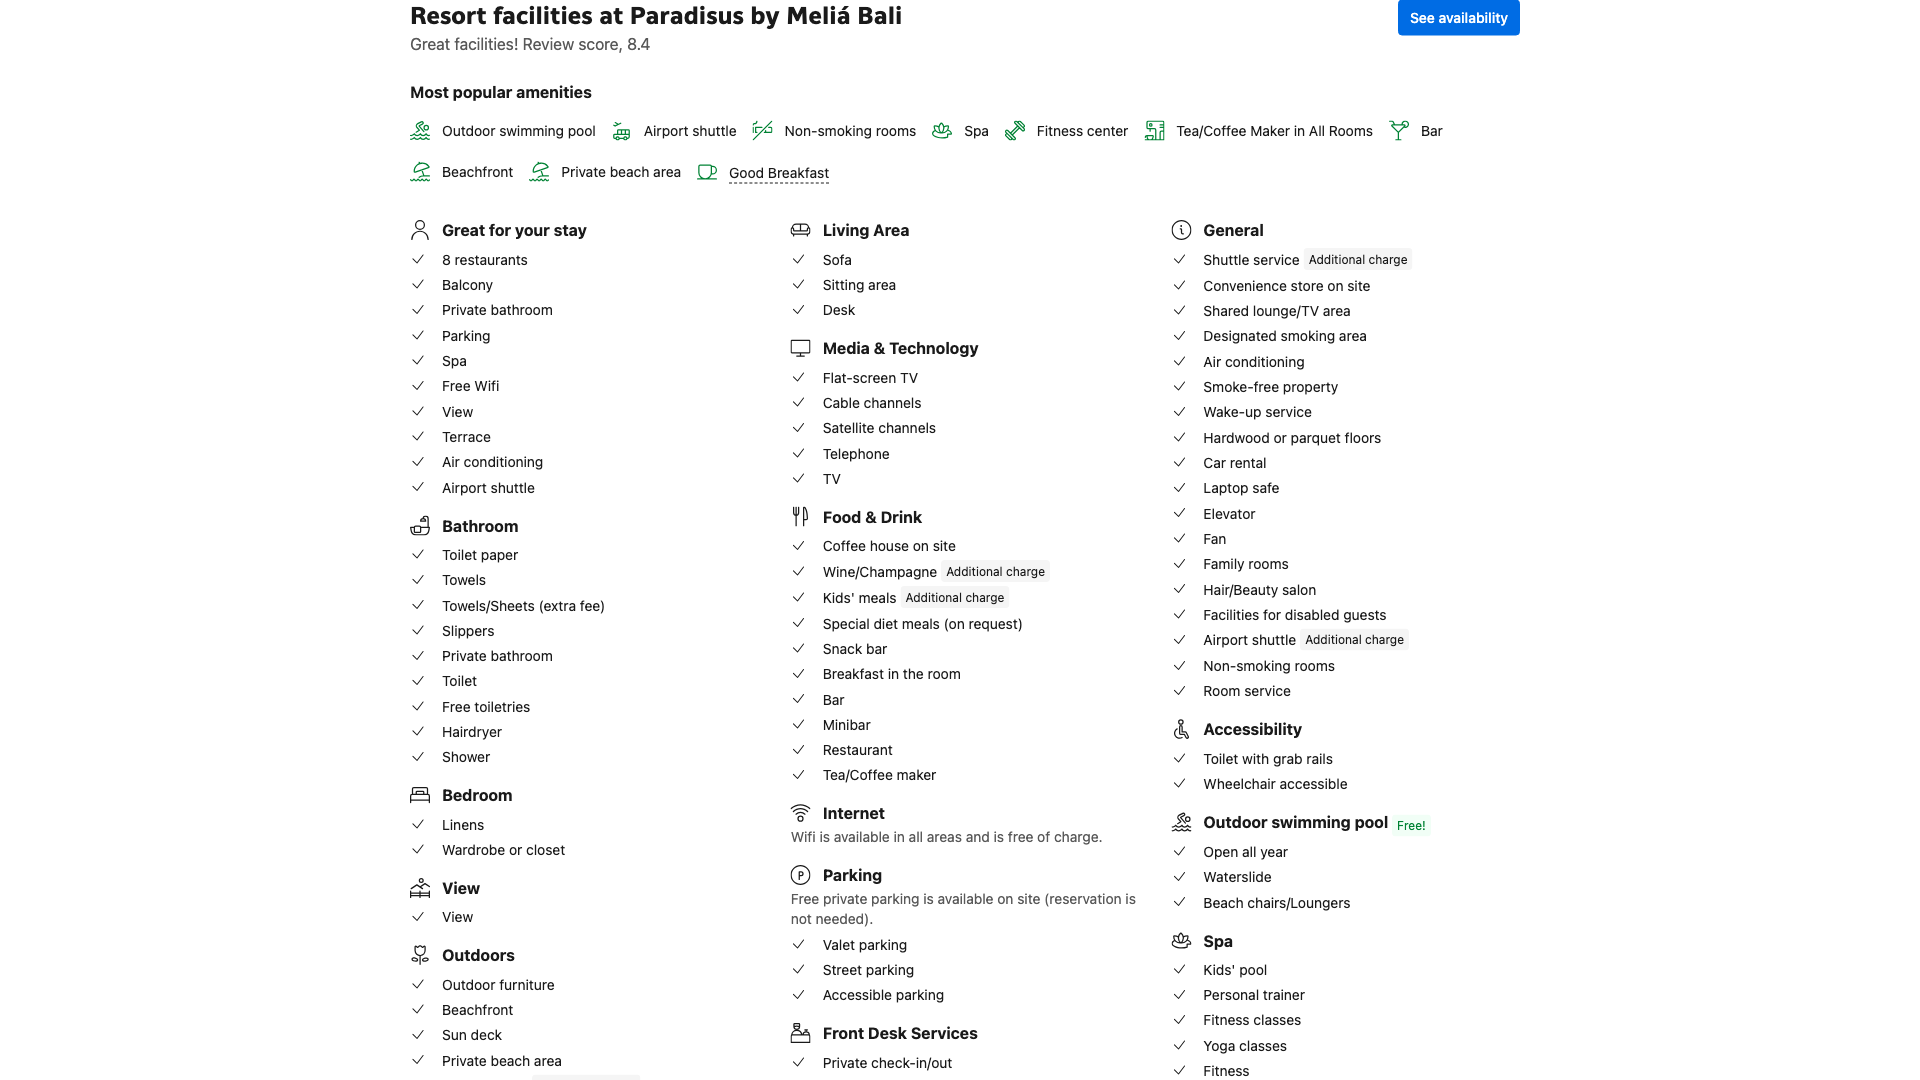 Resort facilities at Paradisus by Meliá Bali
See availability
Great facilities! Review score, 8.4
Most popular amenities
Outdoor swimming pool
Airport shuttle
Non-smoking rooms
Spa
Fitness center
Tea/Coffee Maker in All Rooms
Bar
Beachfront
Private beach area
Good Breakfast
Great for your stay
8 restaurants
Balcony
Private bathroom
Parking
Spa
Free Wifi
View
Terrace
Air conditioning
Airport shuttle
Bathroom
Toilet paper
Towels
Towels/Sheets (extra fee)
Slippers
Private bathroom
Toilet
Free toiletries
Hairdryer
Shower
Bedroom
Linens
Wardrobe or closet
View
View
Outdoors
Outdoor furniture
Beachfront
Sun deck
Private beach area
Living Area
Sofa
Sitting area
Desk
Media & Technology
Flat-screen TV
Cable channels
Satellite channels
Telephone
TV
Food & Drink
Coffee house on site
Wine/Champagne Additional charge
Kids' meals Additional charge
Special diet meals (on request)
Snack bar
Breakfast in the room
Bar
Minibar
Restaurant
Tea/Coffee maker
Internet
Wifi is available in all areas and is free of charge.
Parking
Free private parking is available on site (reservation is
not needed).
Valet parking
Street parking
Accessible parking
Front Desk Services
Private check-in/out
General
Shuttle service Additional charge
Convenience store on site
Shared lounge/TV area
Designated smoking area
Air conditioning
Smoke-free property
Wake-up service
Hardwood or parquet floors
Car rental
Laptop safe
Elevator
Fan
Family rooms
Hair/Beauty salon
Facilities for disabled guests
Airport shuttle Additional charge
Non-smoking rooms
Room service
Accessibility
Toilet with grab rails
Wheelchair accessible
Outdoor swimming pool Free!
Open all year
Waterslide
Beach chairs/Loungers
Spa
Kids' pool
Personal trainer
Fitness classes
Yoga classes
Fitness